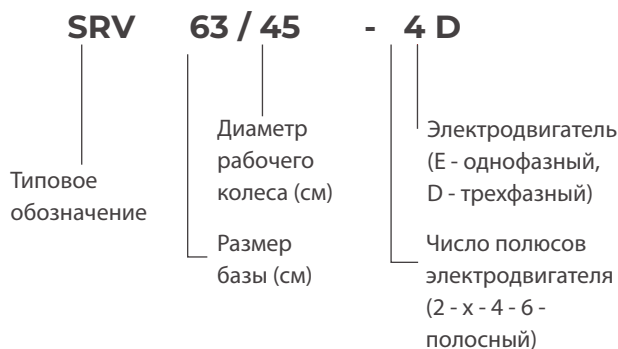 SRV 63 / 45 - 4 D
Типовое
обозначение
Диаметр
рабочего
колеса (см)
Размер
базы (см)
Электродвигатель
(E - однофазный,
D - трехфазный)
Число полюсов
электродвигателя
(2 - х - 4 - 6 -
полосный)